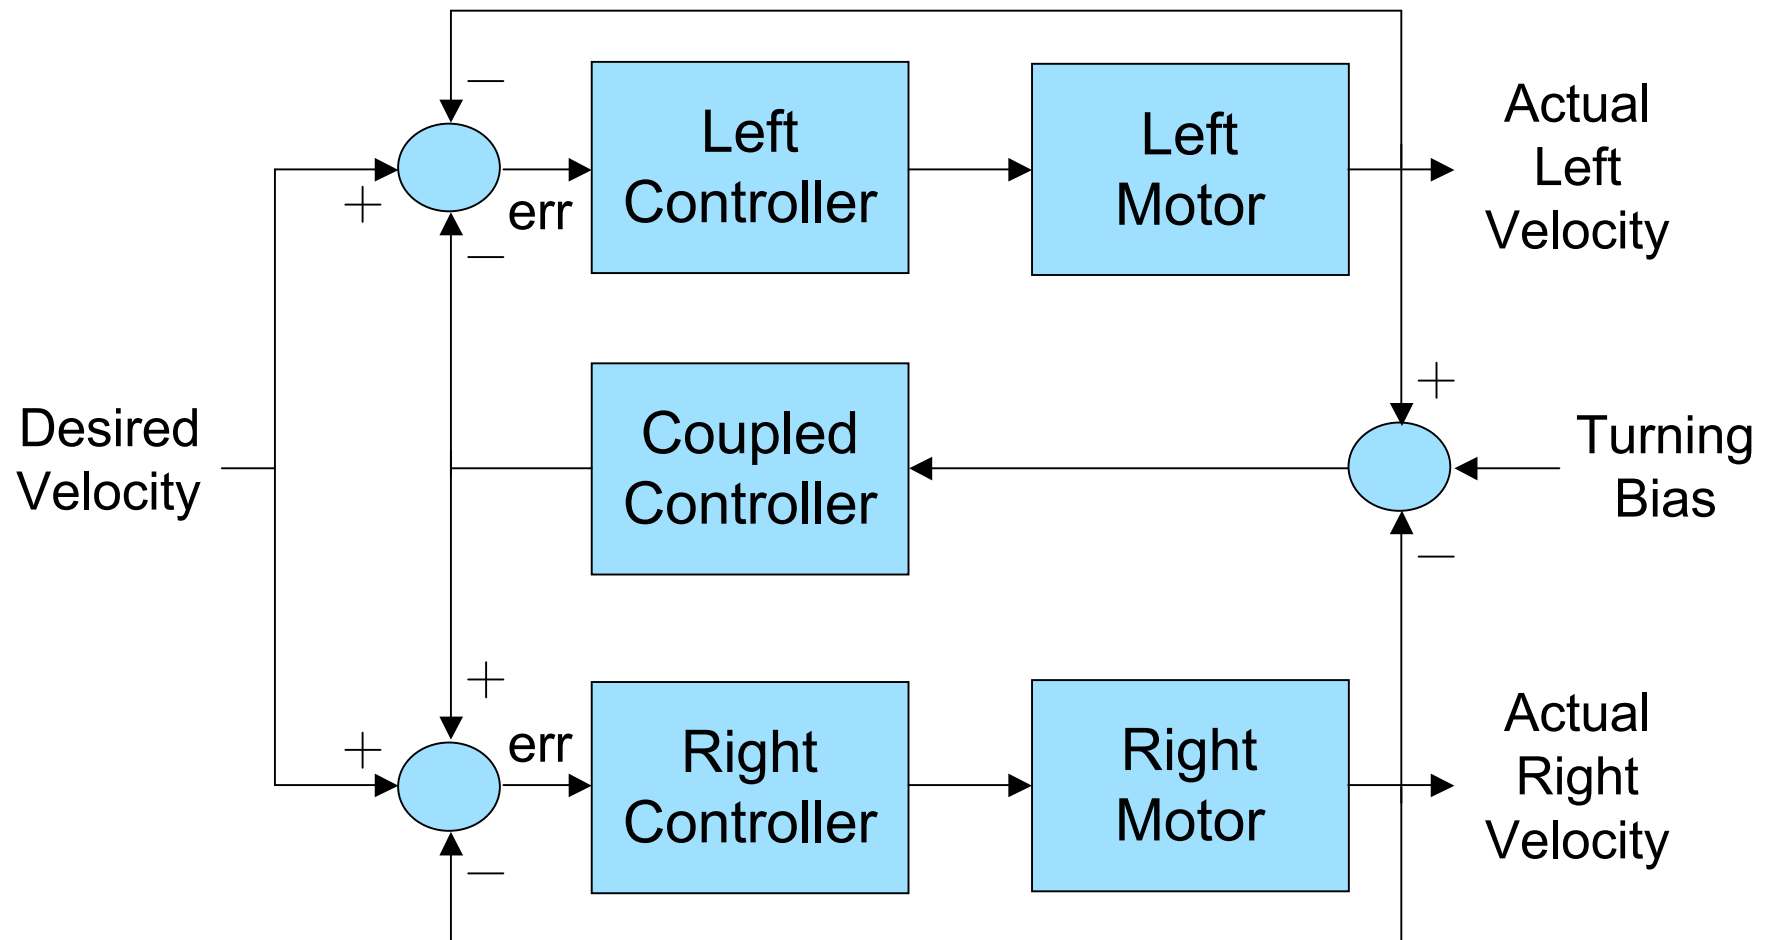 —
Left
Controller
Left
Motor
Actual
Left
Velocity
+
err
—
Desired
Velocity
Coupled
Controller
+
Turning
Bias
—
+
+
err
Right
Controller
Right
Motor
Actual
Right
Velocity
—